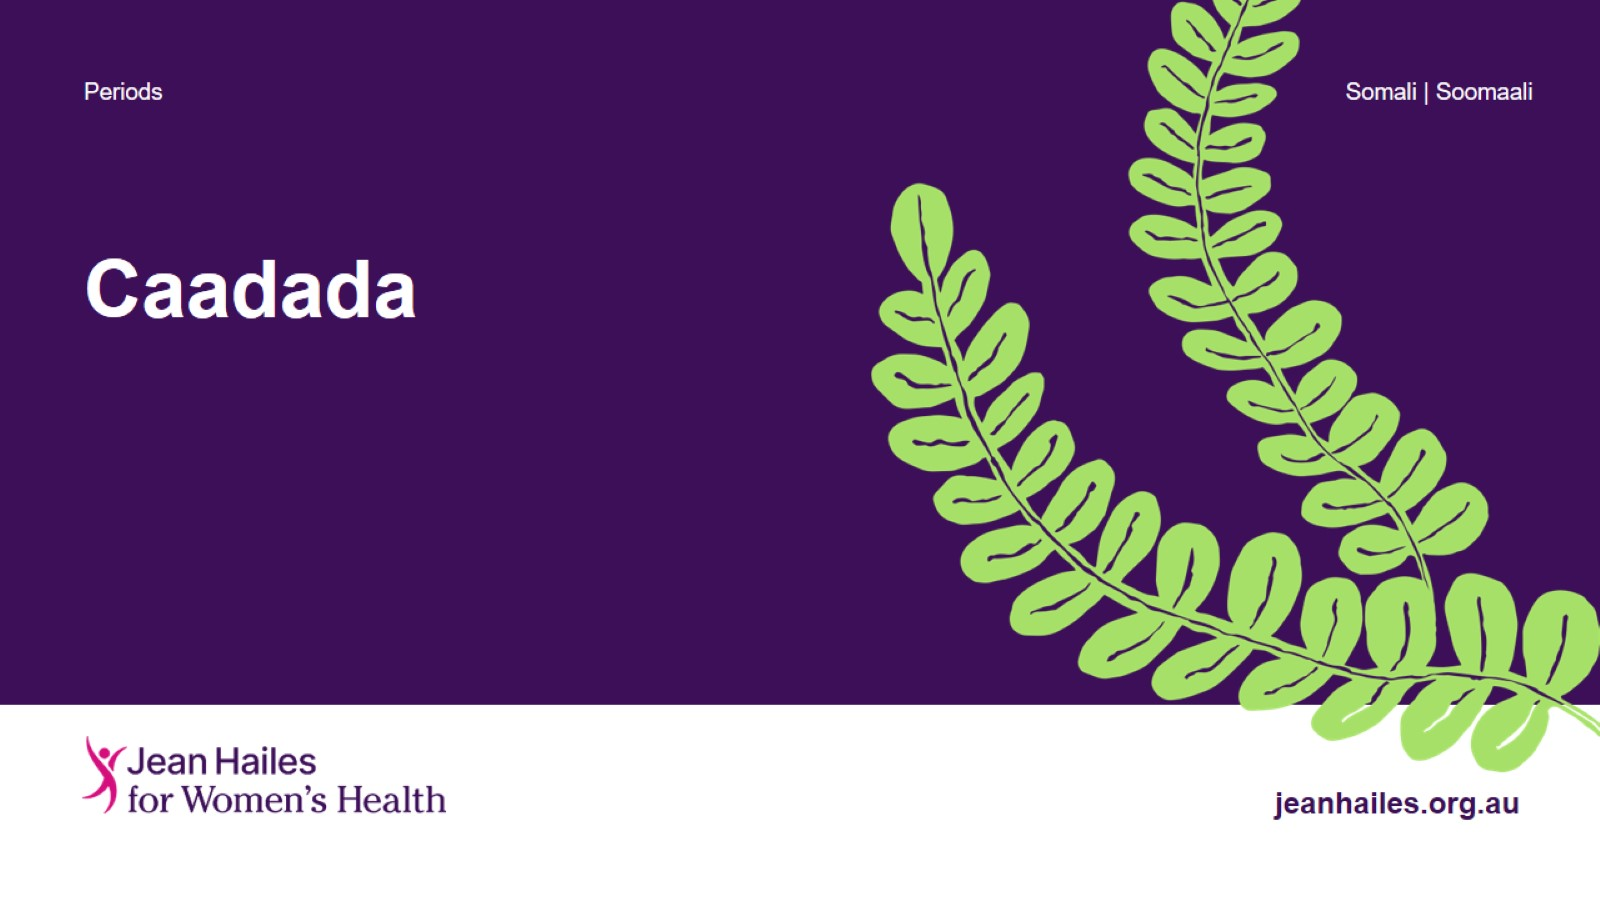 Periods
Somali | Soomaali
Caadada
Jean Hailes
for Women's Health
jeanhailes.org.au